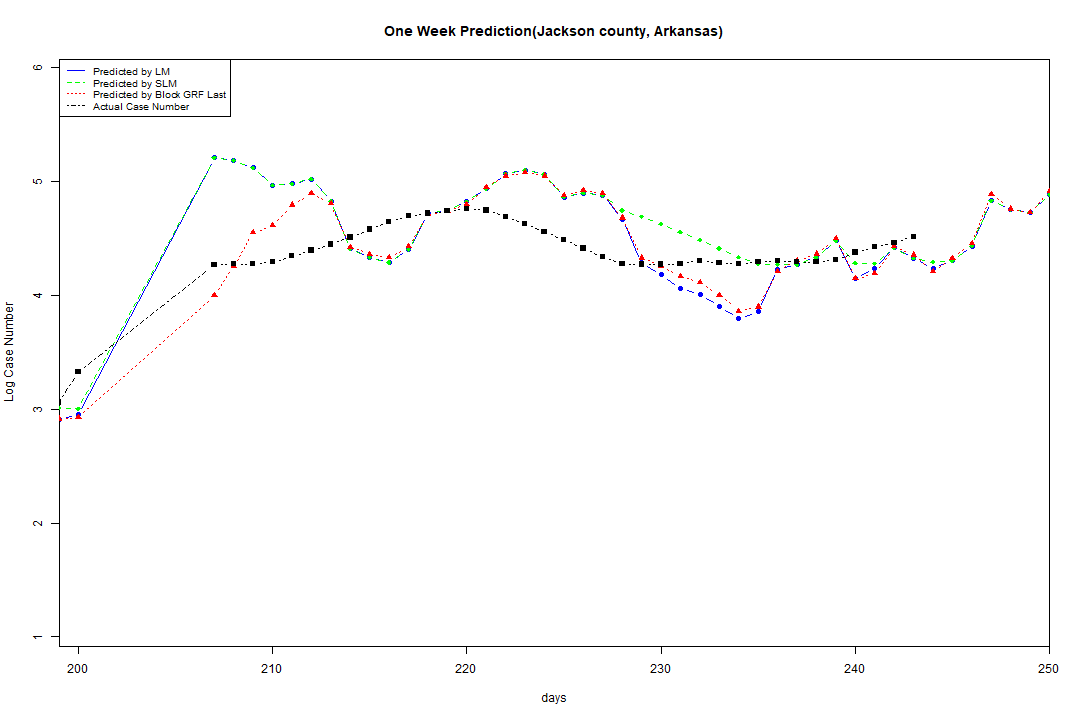 One Week Prediction(Jackson county, Arkansas)
Predicted by LM
Predicted by SLM
Predicted by Block GRF Last
Actual Case Number
6
5
4
3
2
1
Log Case Number
200 210 220 230 240 250
days